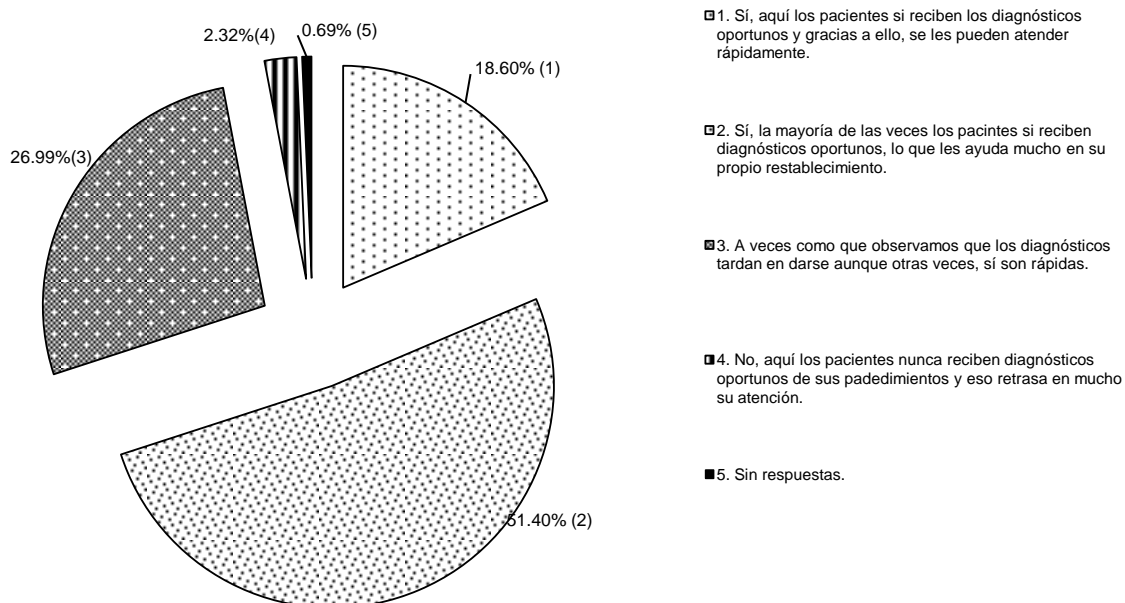 2.32%(4)
0.69% (5)
18.60% (1)
26.99%(3)
51.40% (2)
1. Sí, aquí los pacientes si reciben los diagnósticos
oportunos y gracias a ello, se les pueden atender
rápidamente.
2. Sí, la mayoría de las veces los pacintes si reciben
diagnósticos oportunos, lo que les ayuda mucho en su
propio restablecimiento.
3. A veces como que observamos que los diagnósticos
tardan en darse aunque otras veces, sí son rápidas.
4. No, aquí los pacientes nunca reciben diagnósticos
oportunos de sus padedimientos y eso retrasa en mucho
su atención.
5. Sin respuestas.